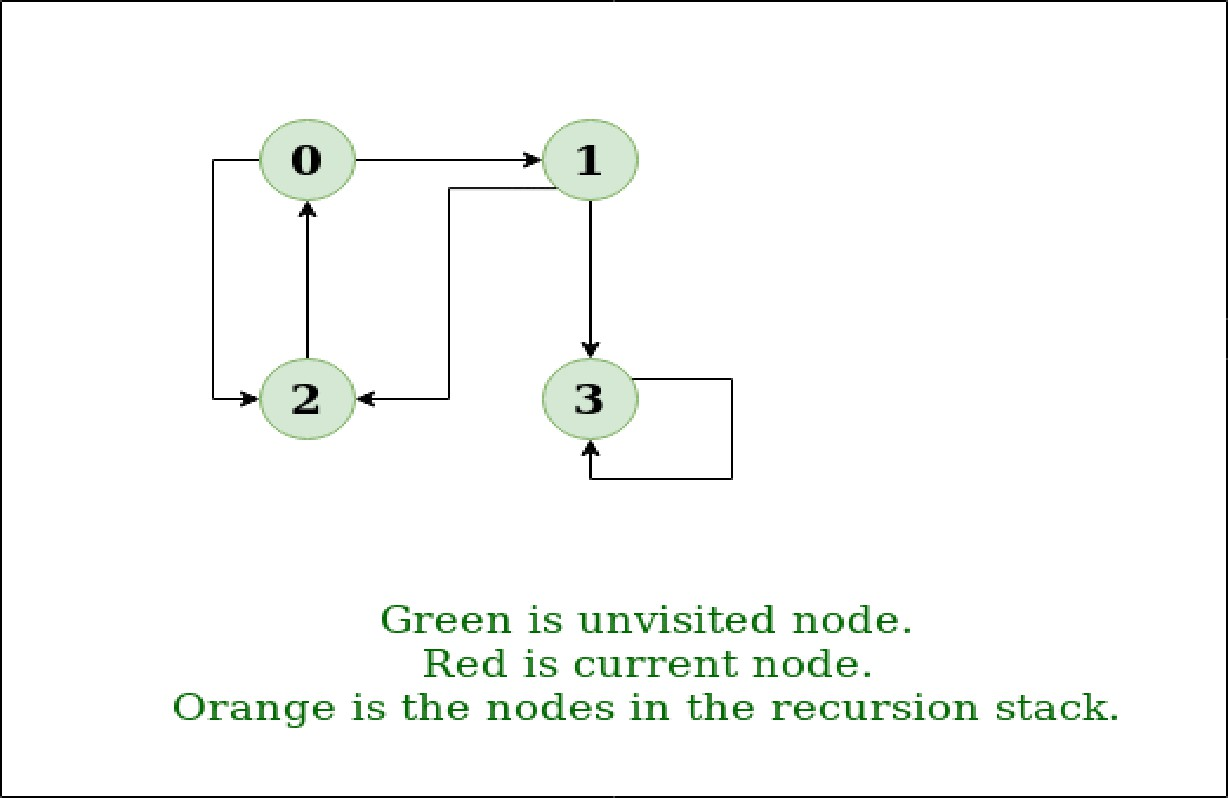 0 1
2 3
Green is unvisited node.
Red is current node.
Orange is the nodes in the recursion stack.